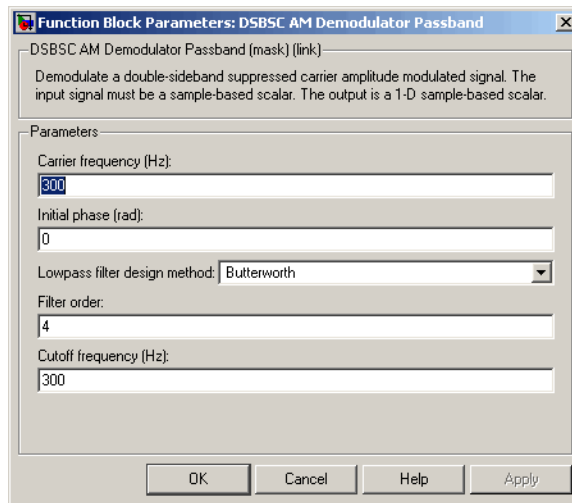 Function Block Parameters: DSBSC AM Demodulator Passband
DSBSC AM Demodulator Passband (mask) (link)
Demodulate a double-sideband suppressed carrier amplitude modulated signal. The
input signal must be a sample-based scalar. The output is a 1-D sample-based scalar.
Parameters
Carrier frequency (Hz):
300
Initial phase (rad):
0
Lowpass filter design method: Butterworth
Filter order:
4
Cutoff frequency (Hz):
300
OK Cancel Help Apply